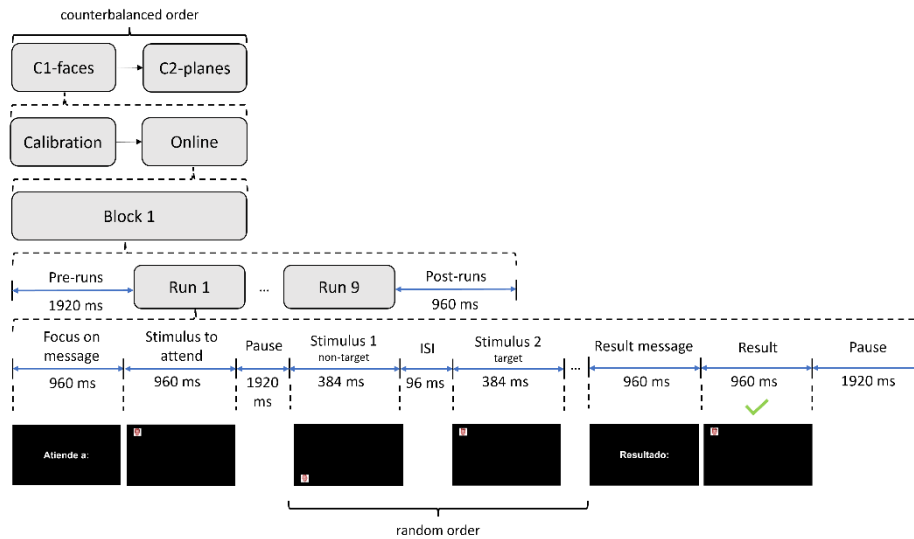 counterbalanced order
C1-faces
C2-planes
Calibration
Online
Block 1
Pre-runs
1920 ms
Run 1
...
Run 9
Post-runs
960 ms
Focus on
message
960 ms
Stimulus to
attend
960 ms
Pause
1920
ms
Stimulus 1
non-target
384 ms
ISI
96 ms
Stimulus 2
target
384 ms
...
Result message
960 ms
Result
960 ms
Pause
1920 ms
Atiende a:
Resultado:
random order